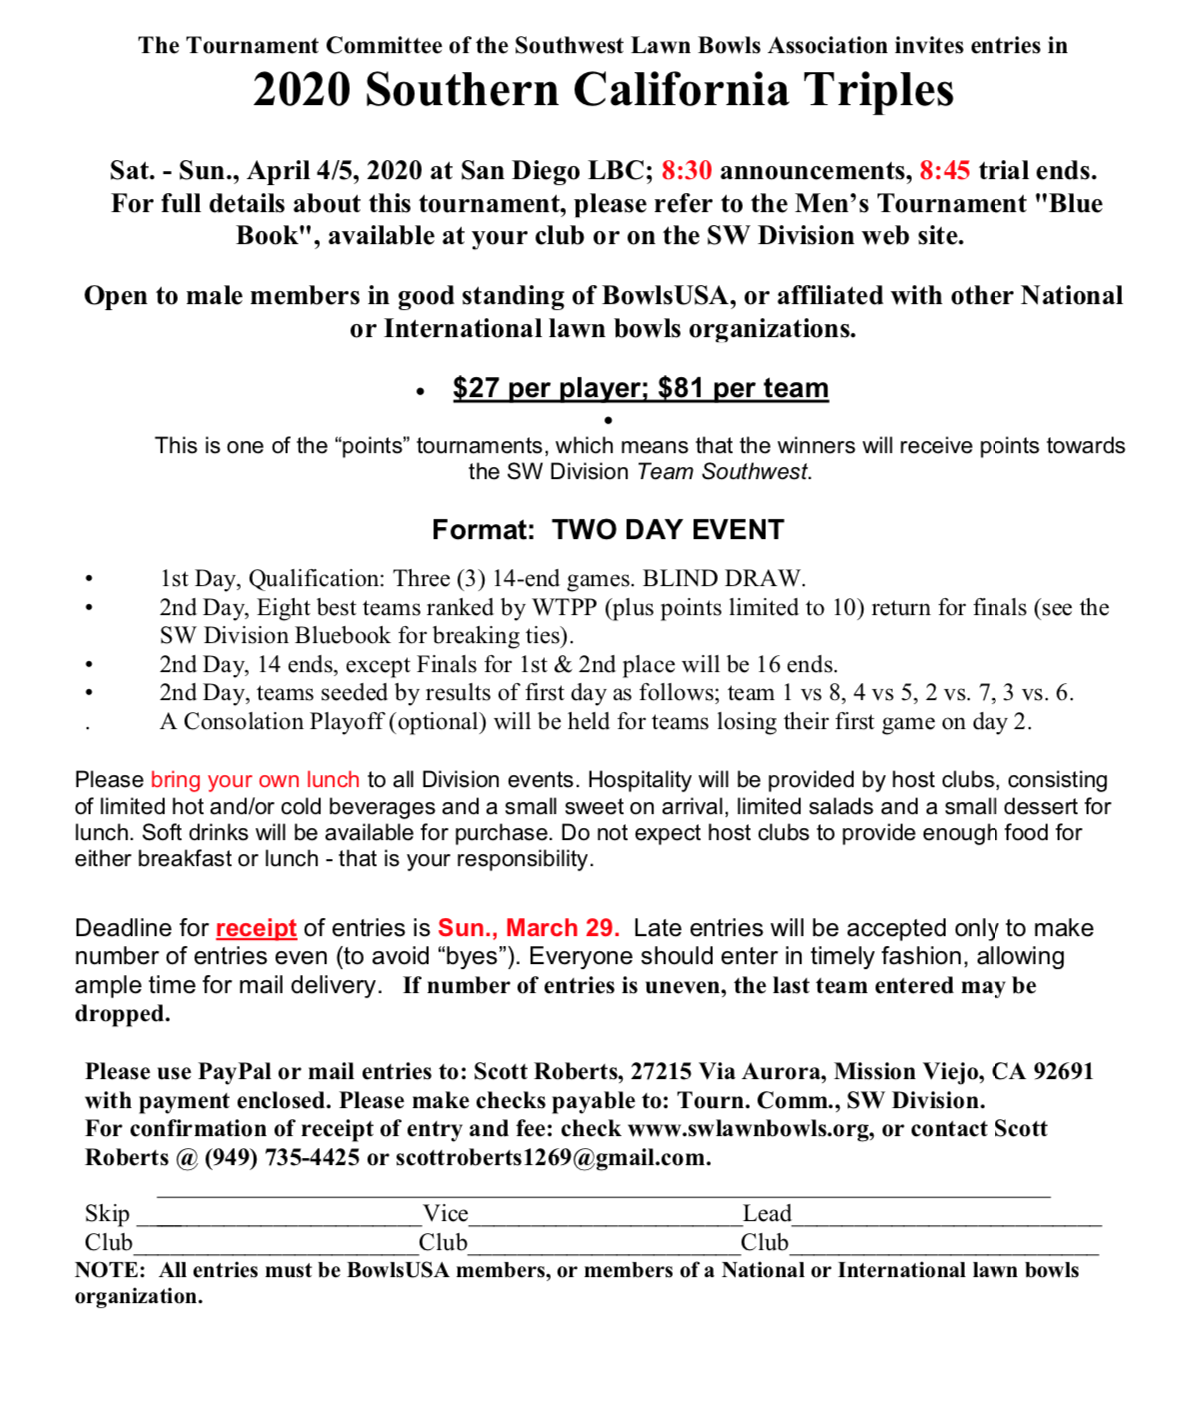 The Tournament Committee of the Southwest Lawn Bowls Association invites entries in
2020 Southern California Triples
Sat. - Sun., April 4/5, 2020 at San Diego LBC; 8:30 announcements, 8:45 trial ends.
For full details about this tournament, please refer to the Men’s Tournament "Blue
Book", available at your club or on the SW Division web site.
Open to male members in good standing of BowlsUSA, or affiliated with other National
or International lawn bowls organizations.
• $27 per player; $81 per team
•
This is one of the “points” tournaments, which means that the winners will receive points towards
the SW Division Team Southwest.
Format: TWO DAY EVENT
• 1st Day, Qualification: Three (3) 14-end games. BLIND DRAW.
• 2nd Day, Eight best teams ranked by WTPP (plus points limited to 10) return for finals (see the
SW Division Bluebook for breaking ties).
• 2nd Day, 14 ends, except Finals for 1st & 2nd place will be 16 ends.
• 2nd Day, teams seeded by results of first day as follows; team 1 vs 8, 4 vs 5, 2 vs. 7, 3 vs. 6.
. A Consolation Playoff (optional) will be held for teams losing their first game on day 2.
Please bring your own lunch to all Division events. Hospitality will be provided by host clubs, consisting
of limited hot and/or cold beverages and a small sweet on arrival, limited salads and a small dessert for
lunch. Soft drinks will be available for purchase. Do not expect host clubs to provide enough food for
either breakfast or lunch - that is your responsibility.
Deadline for receipt of entries is Sun., March 29. Late entries will be accepted only to make
number of entries even (to avoid “byes”). Everyone should enter in timely fashion, allowing
ample time for mail delivery. If number of entries is uneven, the last team entered may be
dropped.
Please use PayPal or mail entries to: Scott Roberts, 27215 Via Aurora, Mission Viejo, CA 92691
with payment enclosed. Please make checks payable to: Tourn. Comm., SW Division.
For confirmation of receipt of entry and fee: check www.swlawnbowls.org, or contact Scott
Roberts @ (949) 735-4425 or scottroberts1269@gmail.com.
Skip ______________________Vice______________________Lead________________________
Club______________________Club______________________Club________________________
NOTE: All entries must be BowlsUSA members, or members of a National or International lawn bowls
organization.